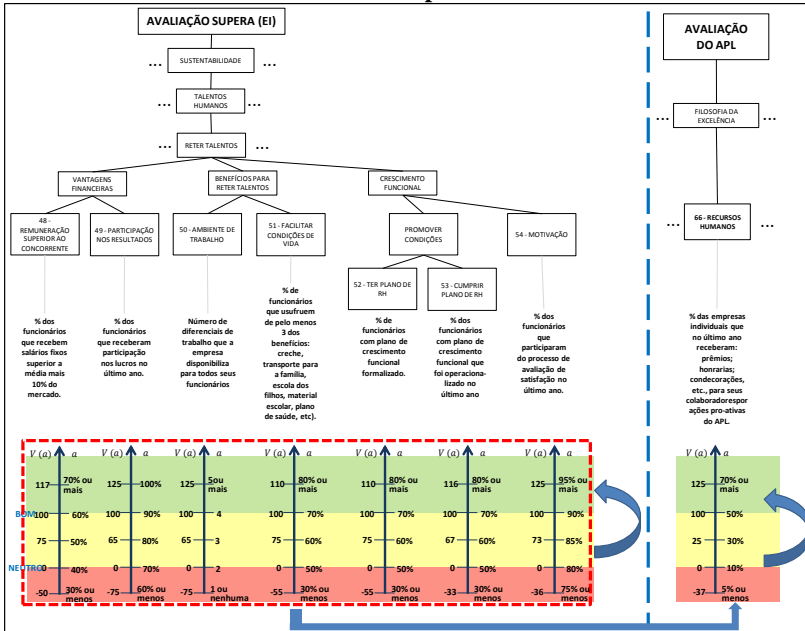 AVALIAÇÃO SUPERA (EI)
AVALIAÇÃO
DO APL
... SUSTENTABILIDADE ...
... TALENTOS
HUMANOS ...
... FILOSOFIA DA
EXCELÊNCIA ...
... RETER TALENTOS ...
VANTAGENS
FINANCEIRAS
BENEFÍCIOS PARA
RETER TALENTOS
CRESCIMENTO
FUNCIONAL
48 -
REMUNERAÇÃO
SUPERIOR AO
CONCORRENTE
49 - PARTICIPAÇÃO
NOS RESULTADOS
50 - AMBIENTE DE
TRABALHO
51 - FACILITAR
CONDIÇÕES DE
VIDA
PROMOVER
CONDIÇÕES
54 - MOTIVAÇÃO
... 66 - RECURSOS
HUMANOS ...
52 - TER PLANO DE
RH
53 - CUMPRIR
PLANO DE RH
% dos
funcionários
que recebem
salários fixos
superior a
média mais
10% do
mercado.
% dos
funcionários
que receberam
participação
nos lucros no
último ano.
Número de
diferenciais de
trabalho que a
empresa
disponibiliza
para todos seus
funcionários
% de
funcionários
que usufruem
de pelo menos
3 dos
benefícios:
creche,
transporte para
a família,
escola dos
filhos, material
escolar, plano
de saúde, etc).
% de
funcionários
com plano de
crescimento
funcional
formalizado.
% dos
funcionários
com plano de
crescimento
funcional que
foi operaciona-
lizado no
último ano
% dos
funcionários
que
participaram
do processo de
avaliação de
satisfação no
último ano.
% das empresas
individuais que
no último ano
receberam:
prêmios;
honrarias;
condecorações,
etc., para seus
colaboradorespor
ações pro-ativas
do APL.
V (a) a V (a) a V (a) a V (a) a V (a) a V (a) a V (a) a V (a) a
117 70% ou
mais 125 100% 125 5ou
mais 110 80% ou
mais 110 80% ou
mais 116 80% ou
mais 125 95% ou
mais 125 70% ou
mais
BOM 100 60% 100 90% 100 4 100 70% 100 70% 100 70% 100 90% 100 50%
75 50% 65 80% 65 3 75 60% 75 60% 67 60% 73 85% 25 30%
NEUTRO 0 40% 0 70% 0 2 0 50% 0 50% 0 50% 0 80% 0 10%
-50 30% ou
menos -75 60% ou
menos -75 1 ou
nenhuma -55 30% ou
menos -55 30% ou
menos -33 30% ou
menos -36 75% ou
menos -37 5% ou
menos